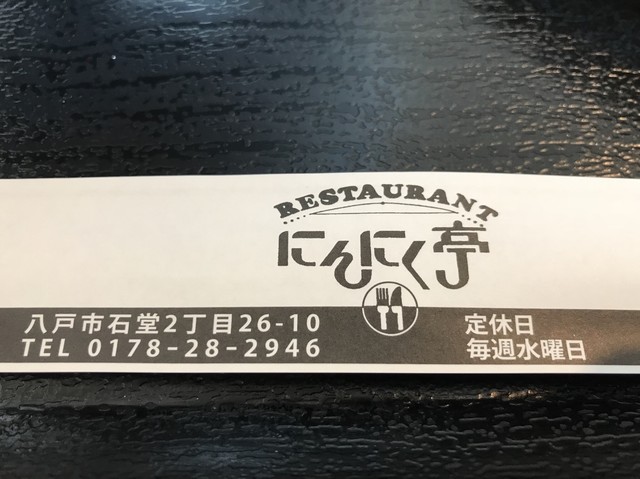 RESTAURANT
にんにく亭
八戸市石堂2丁目26-10
TEL 0178-28-2946
定休日
毎週水曜日